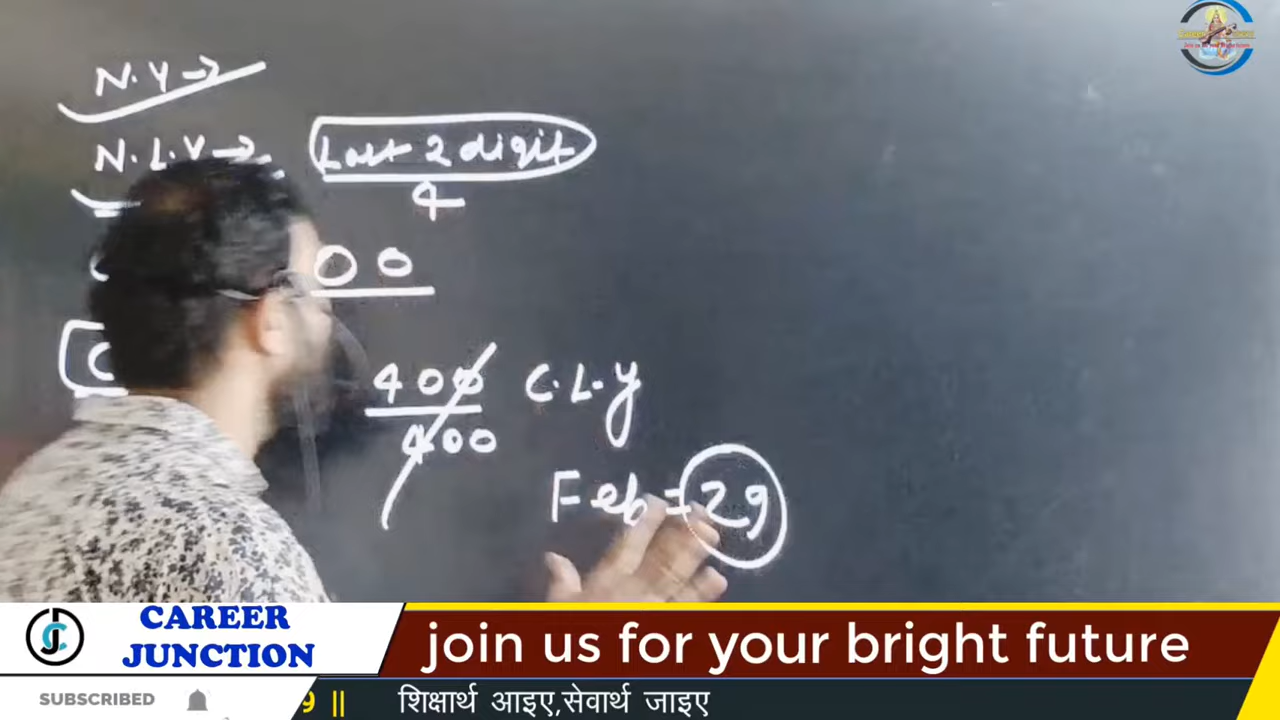 N.Y →
N.L.Y → Last 2 digit
4
00
400 C.L.Y
400
Feb = 29
CAREER
JUNCTION
join us for your bright future
SUBSCRIBED
9 || शिक्षार्थ आइए,सेवार्थ जाइए